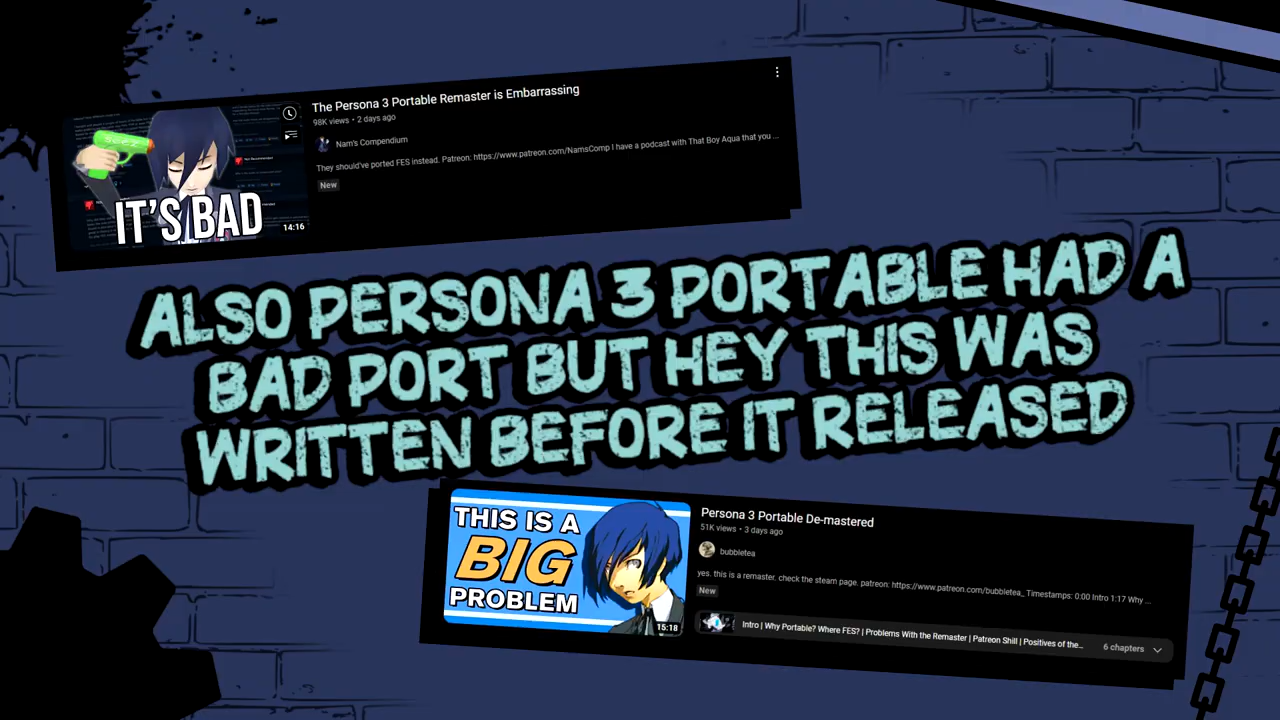 The Persona 3 Portable Remaster is Embarrassing
98K views • 2 days ago
Nam's Compendium
They should've ported FES instead. Patreon: https://www.patreon.com/NamsComp I have a podcast with That Boy Aqua that you ...
New
IT'S BAD
14:16
ALSO PERSONA 3 PORTABLE HAD A
BAD PORT BUT HEY THIS WAS
WRITTEN BEFORE IT RELEASED
THIS IS A
BIG
PROBLEM
15:18
Persona 3 Portable De-mastered
51K views • 3 days ago
bubbletea
yes. this is a remaster. check the steam page. patreon: https://www.patreon.com/bubbletea_ Timestamps: 0:00 Intro 1:17 Why ...
New
Intro | Why Portable? Where FES? | Problems With the Remaster | Patreon Shill | Positives of the...
6 chapters